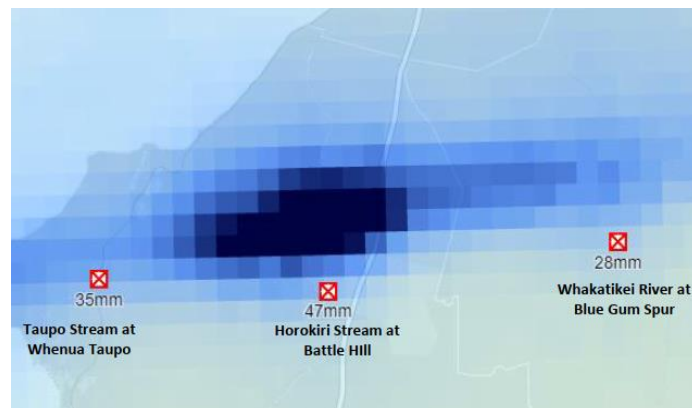 35mm
Taupo Stream at
Whenua Taupo
47mm
Horokiri Stream at
Battle HIll
28mm
Whakatikei River at
Blue Gum Spur